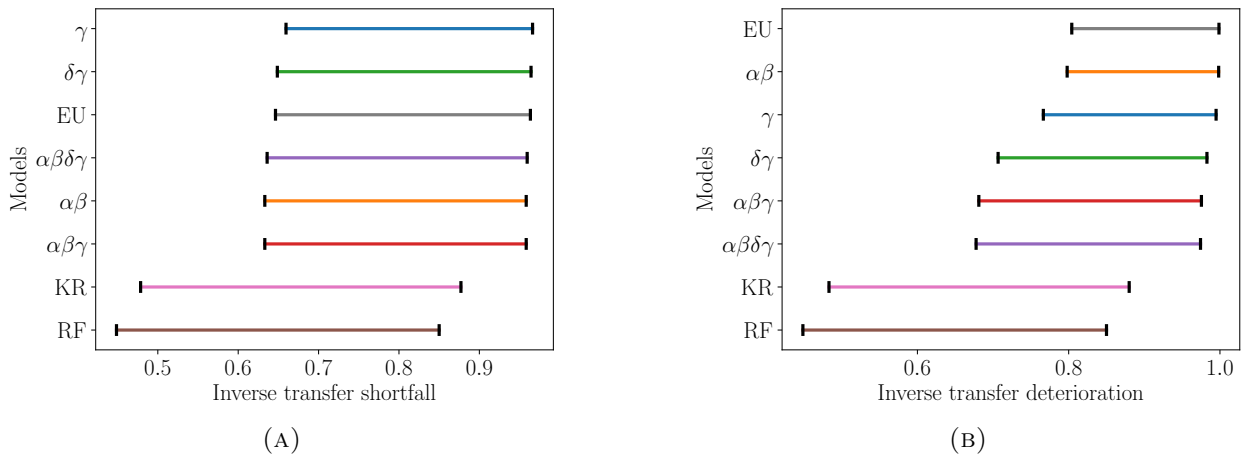 Models
γ
δγ
EU
αβδγ
αβ
αβγ
KR
RF
0.5 0.6 0.7 0.8 0.9
Inverse transfer shortfall
(A)
Models
EU
αβ
γ
δγ
αβγ
αβδγ
KR
RF
0.6 0.8 1.0
Inverse transfer deterioration
(B)